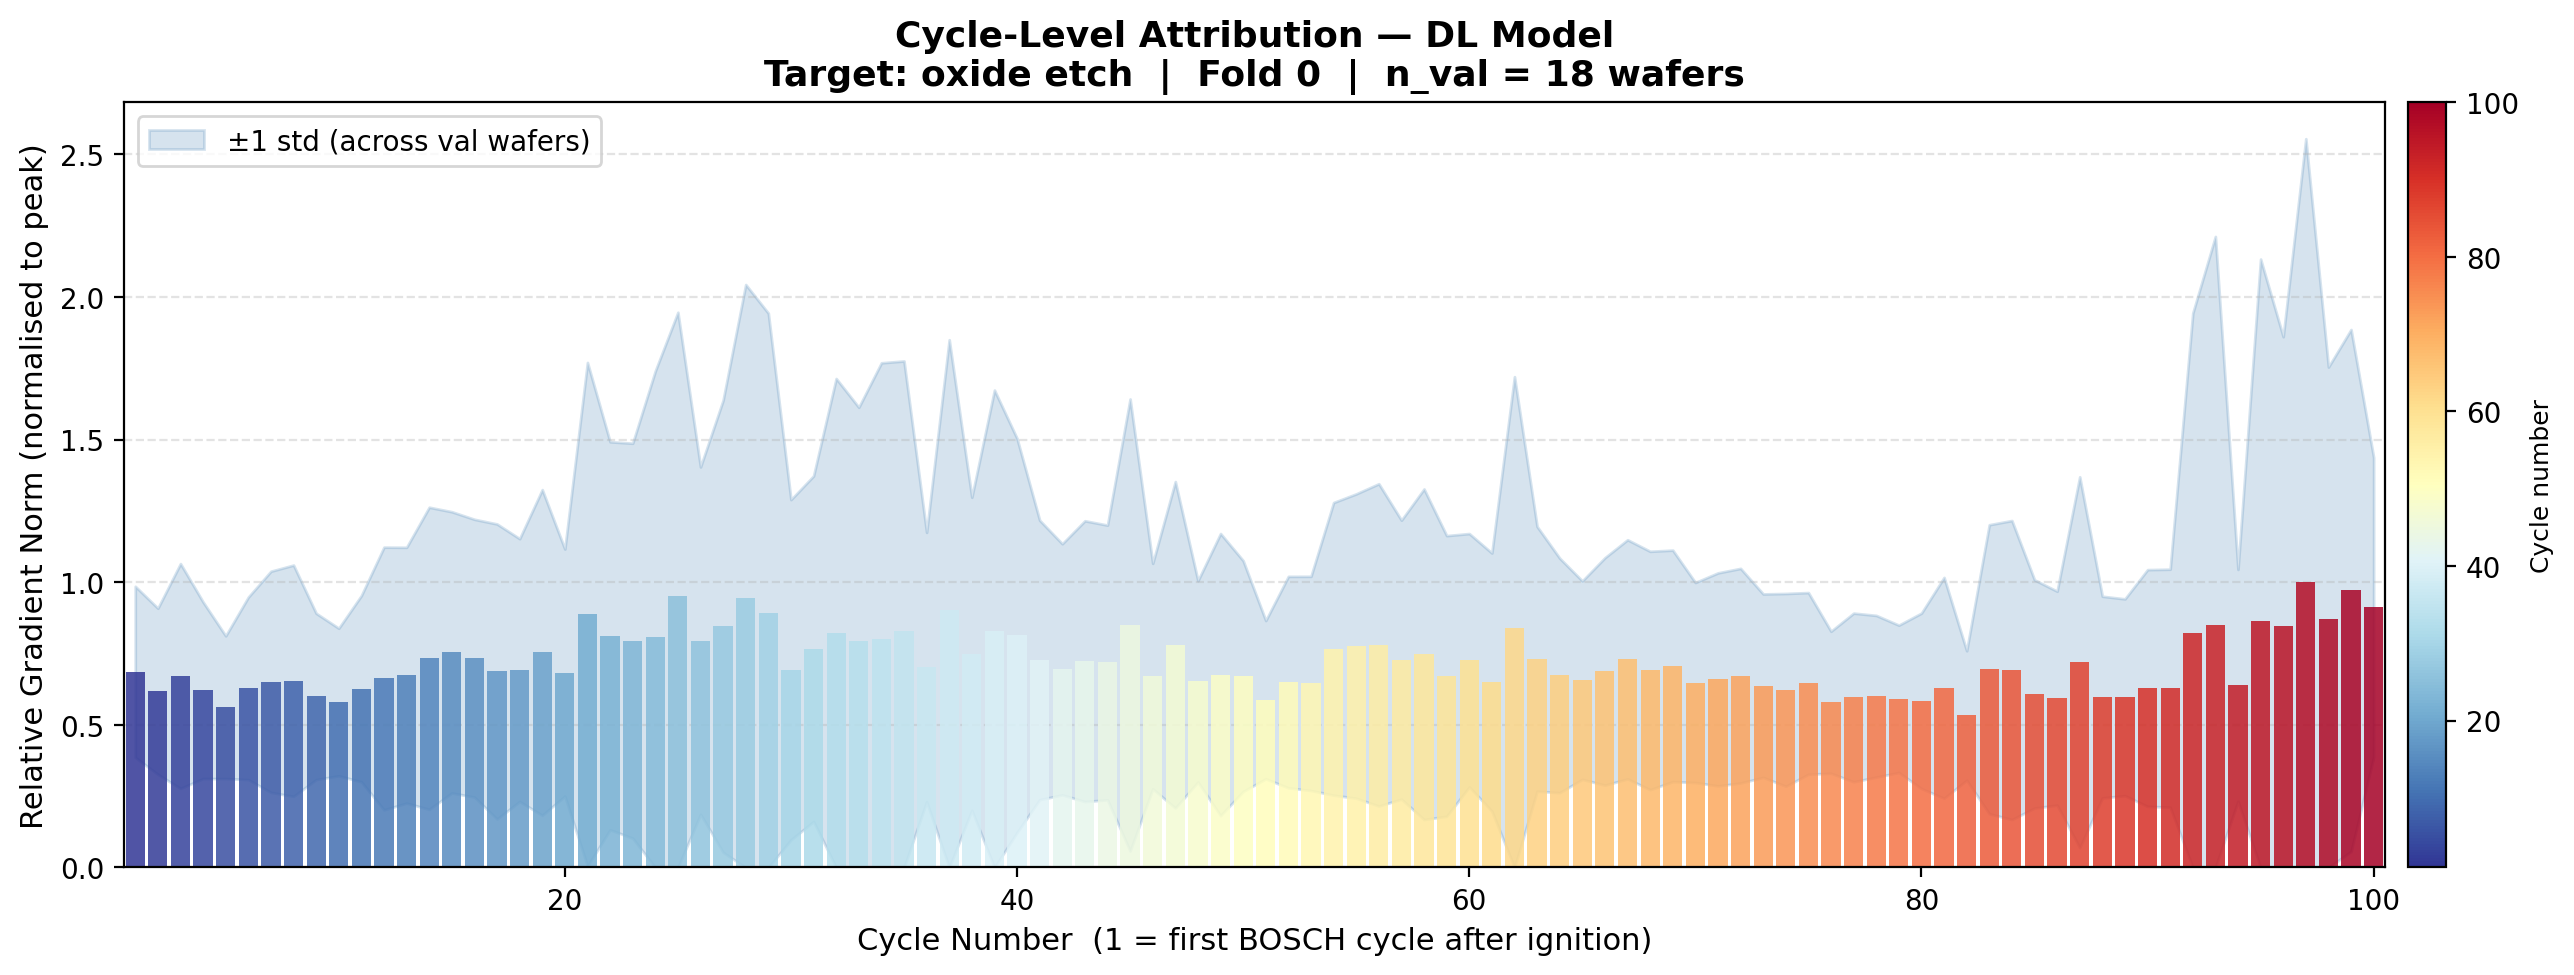 Cycle-Level Attribution — DL Model
Target: oxide etch | Fold 0 | n_val = 18 wafers
±1 std (across val wafers)
Relative Gradient Norm (normalised to peak)
2.5
2.0
1.5
1.0
0.5
0.0
20
40
60
80
100
Cycle Number (1 = first BOSCH cycle after ignition)
100
80
60
40
20
Cycle number